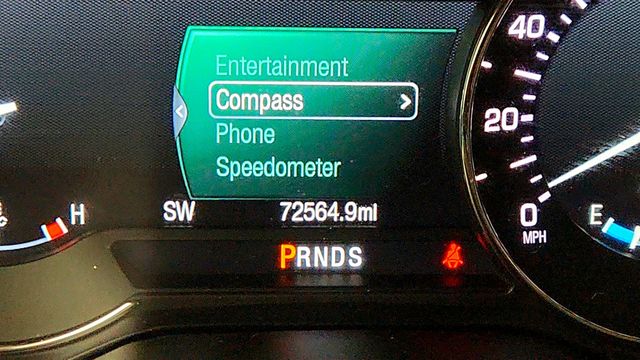 Entertainment
Compass
Phone
Speedometer
H
SW 72564.9mi
PRNDS
40
20
0
MPH
E